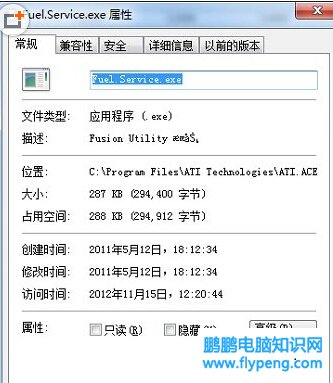 Fuel.Service.exe 属性
常规 兼容性 安全 详细信息 以前的版本
Fuel.Service.exe
文件类型: 应用程序 (.exe)
描述: Fusion Utility
位置: C:\Program Files\ATI Technologies\ATI.ACE
大小: 287 KB (294,400 字节)
占用空间: 288 KB (294,912 字节)
创建时间: 2011年5月12日，18:12:34
修改时间: 2011年5月12日，18:12:34
访问时间: 2012年11月15日，12:20:44
属性: 只读(R) 隐藏
鹏鹏电脑知识网
www.flypeng.com